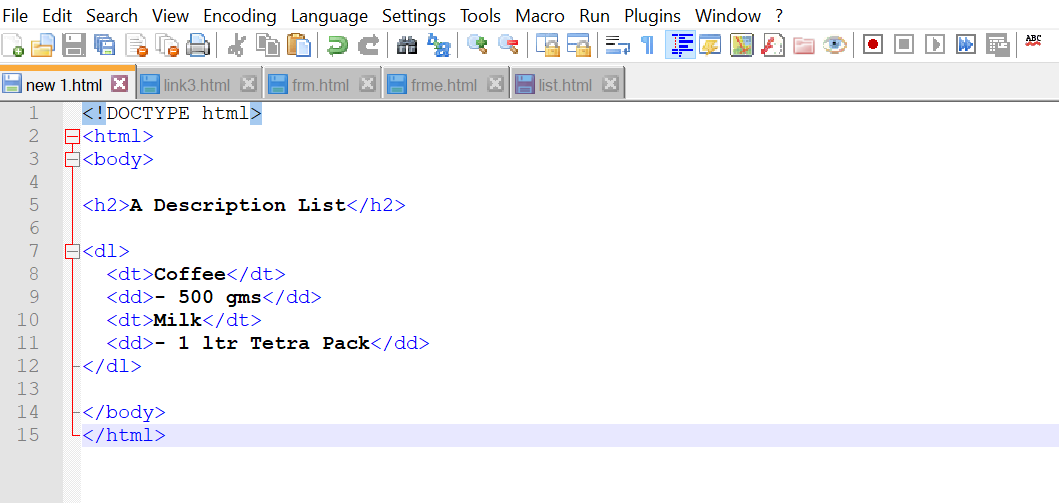 File Edit Search View Encoding Language Settings Tools Macro Run Plugins Window ?
ABC
new 1.html link3.html frm.html frme.html list.html
1 <!DOCTYPE html>
2 <html>
3 <body>
4
5 <h2>A Description List</h2>
6
7 <dl>
8 <dt>Coffee</dt>
9 <dd>- 500 gms</dd>
10 <dt>Milk</dt>
11 <dd>- 1 ltr Tetra Pack</dd>
12 </dl>
13
14 </body>
15 </html>